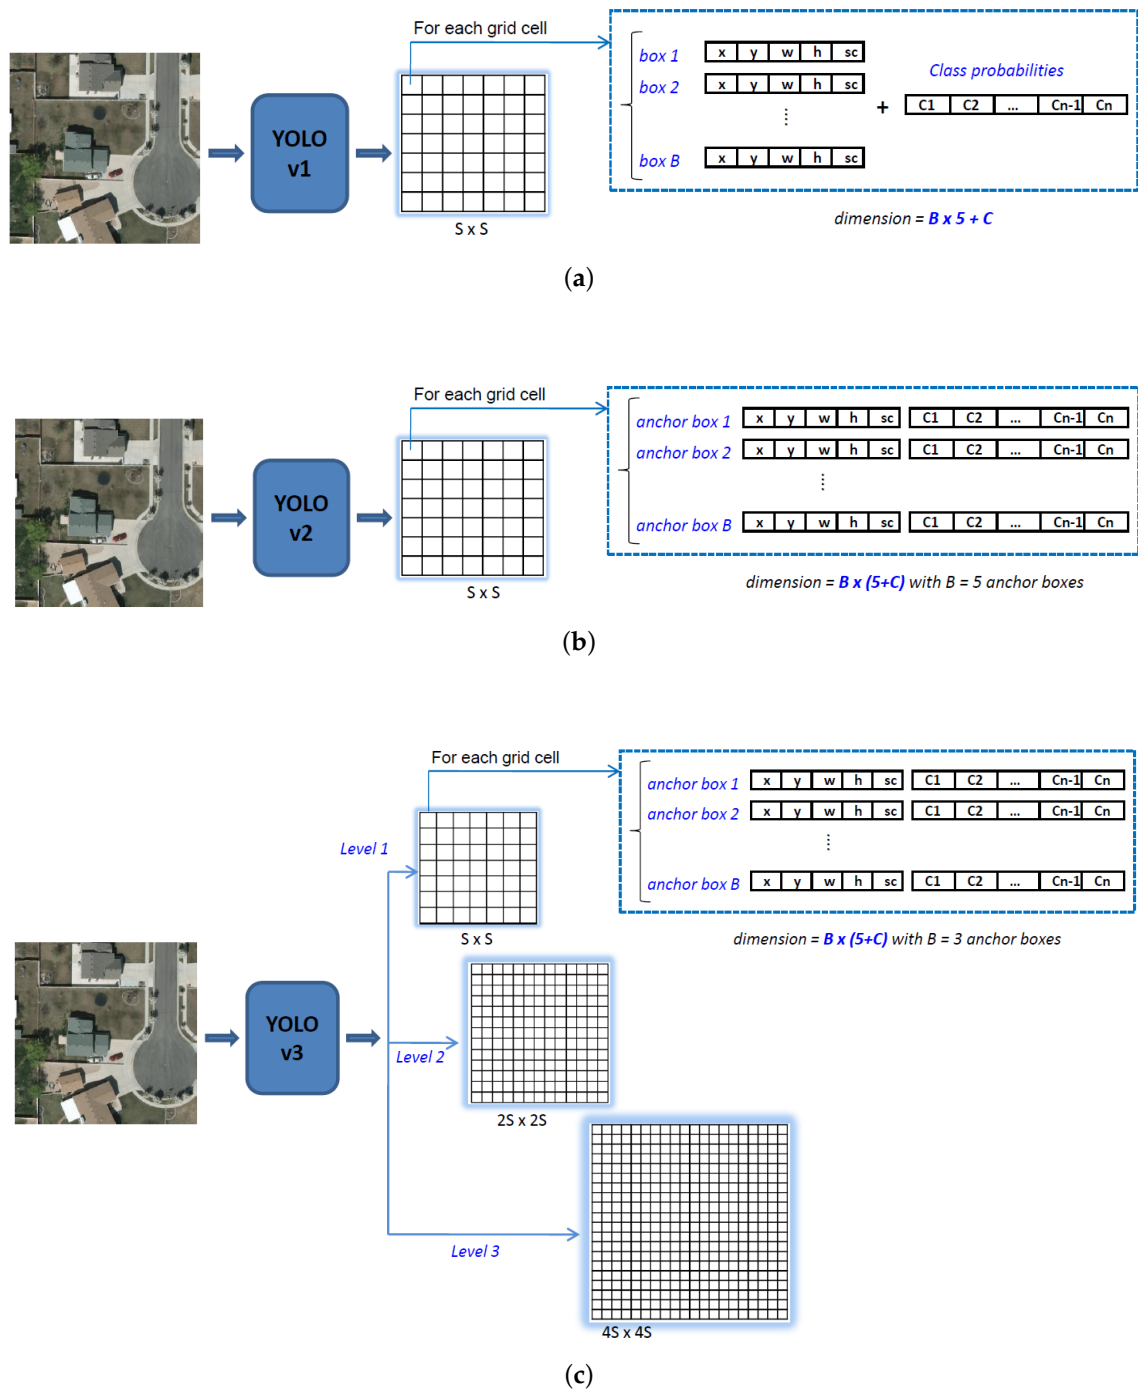 For each grid cell
YOLO
v1
S x S
box 1 x y w h sc
box 2 x y w h sc
box B x y w h sc
+
Class probabilities
C1 C2 ... Cn-1 Cn
dimension = B x 5 + C
(a)
For each grid cell
YOLO
v2
S x S
anchor box 1 x y w h sc C1 C2 ... Cn-1 Cn
anchor box 2 x y w h sc C1 C2 ... Cn-1 Cn
anchor box B x y w h sc C1 C2 ... Cn-1 Cn
dimension = B x (5+C) with B = 5 anchor boxes
(b)
For each grid cell
anchor box 1 x y w h sc C1 C2 ... Cn-1 Cn
anchor box 2 x y w h sc C1 C2 ... Cn-1 Cn
anchor box B x y w h sc C1 C2 ... Cn-1 Cn
dimension = B x (5+C) with B = 3 anchor boxes
Level 1
S x S
YOLO
v3
Level 2
2S x 2S
Level 3
4S x 4S
(c)